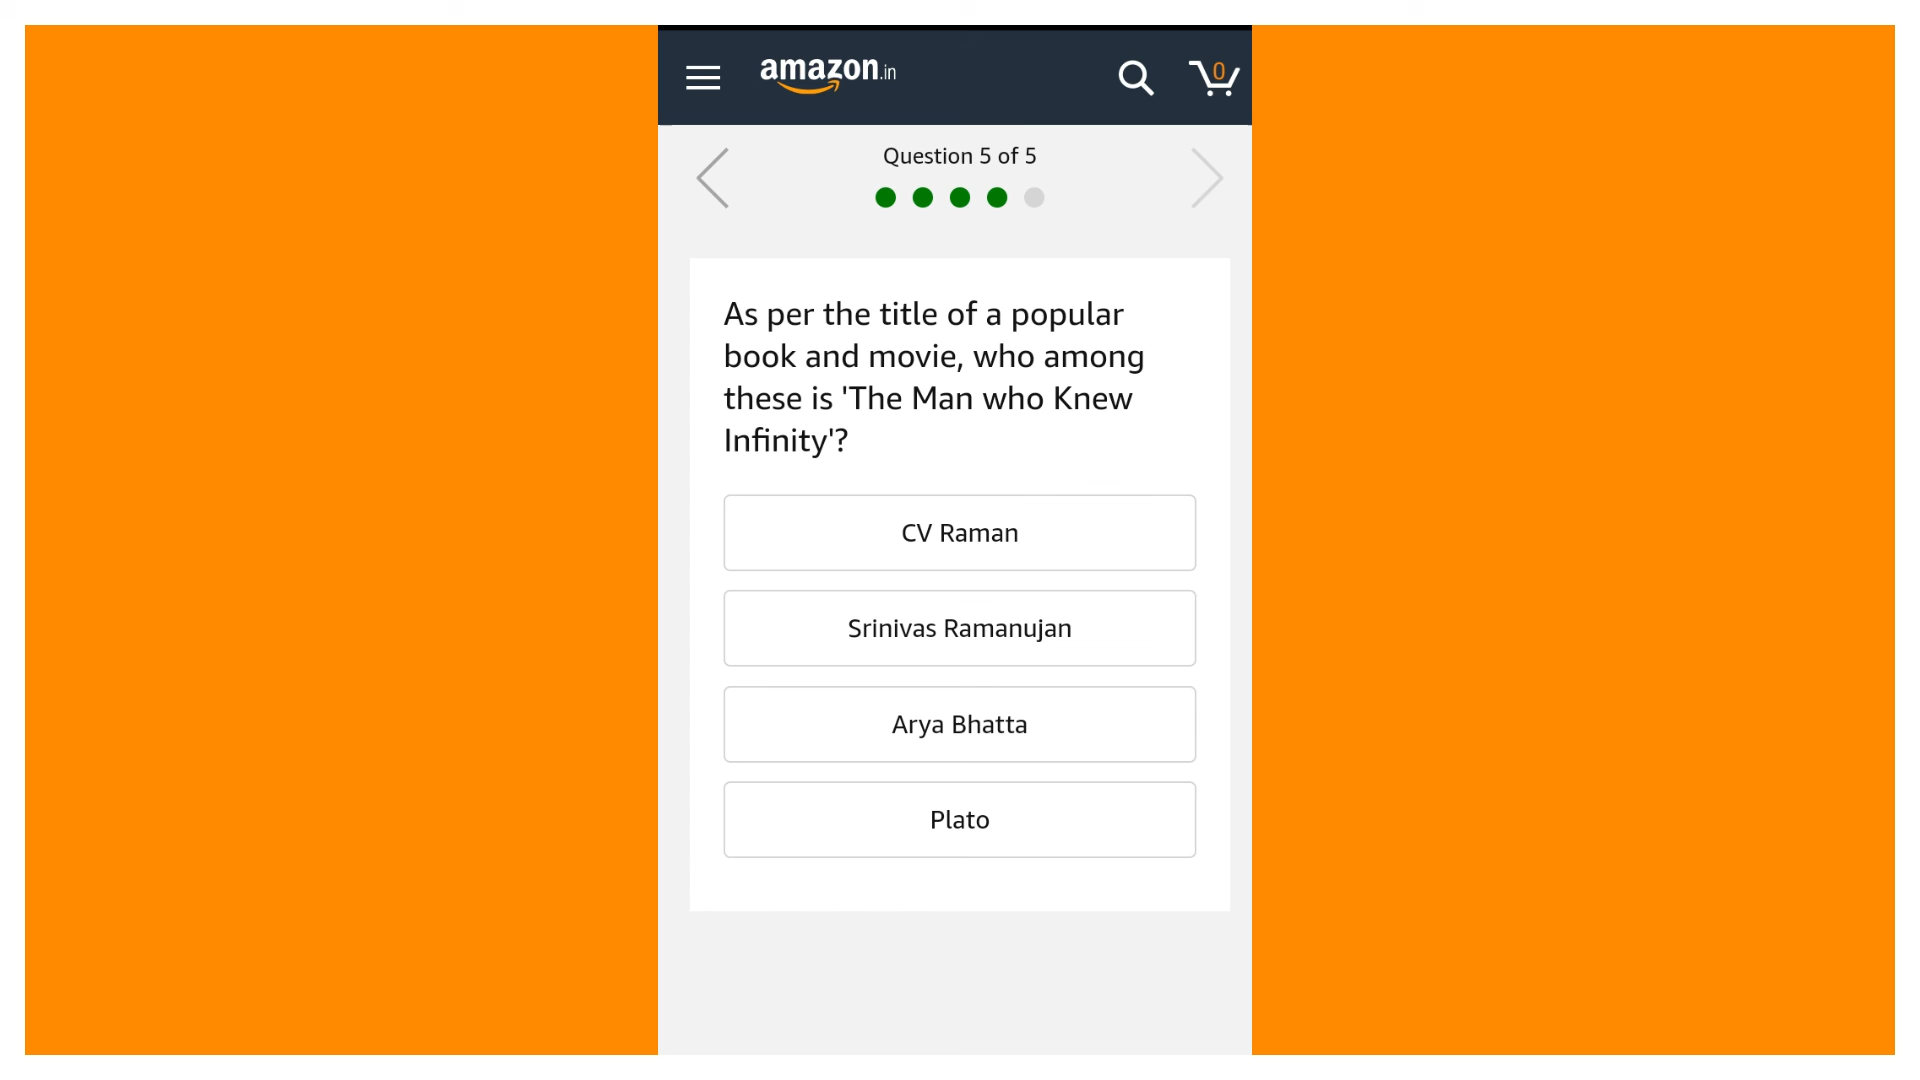 amazon.in
0
Question 5 of 5
As per the title of a popular
book and movie, who among
these is 'The Man who Knew
Infinity'?
CV Raman
Srinivas Ramanujan
Arya Bhatta
Plato